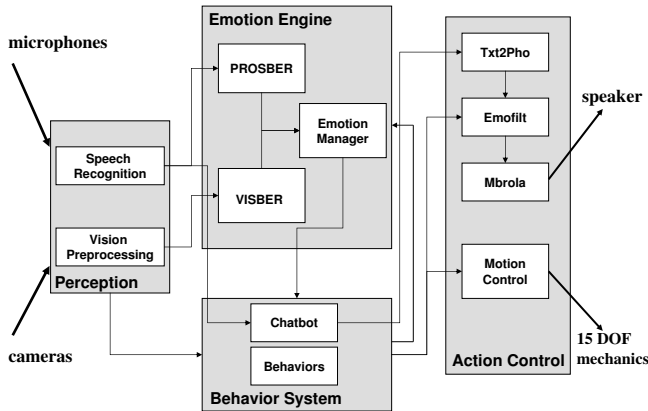 microphones
Emotion Engine
PROSBER
Emotion
Manager
VISBER
Speech
Recognition
Vision
Preprocessing
Perception
cameras
Chatbot
Behaviors
Behavior System
Txt2Pho
Emofilt
Mbrola
Motion
Control
Action Control
speaker
15 DOF
mechanics